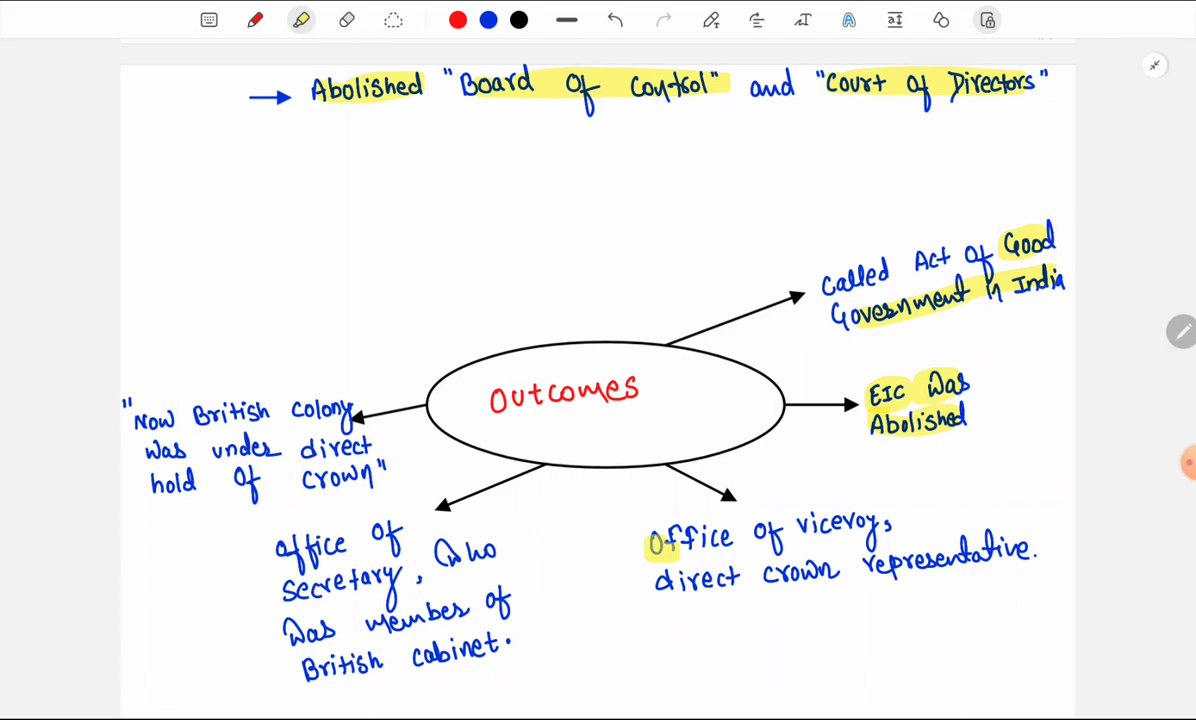 Abolished "Board of Control" and "Court of Directors"
Called Act of Good
Government in India
Outcomes
EIC was
Abolished
"Now British colony
was under direct
hold of crown"
office of
secretary, who
was member of
British cabinet.
Office of viceroy,
direct crown representative.